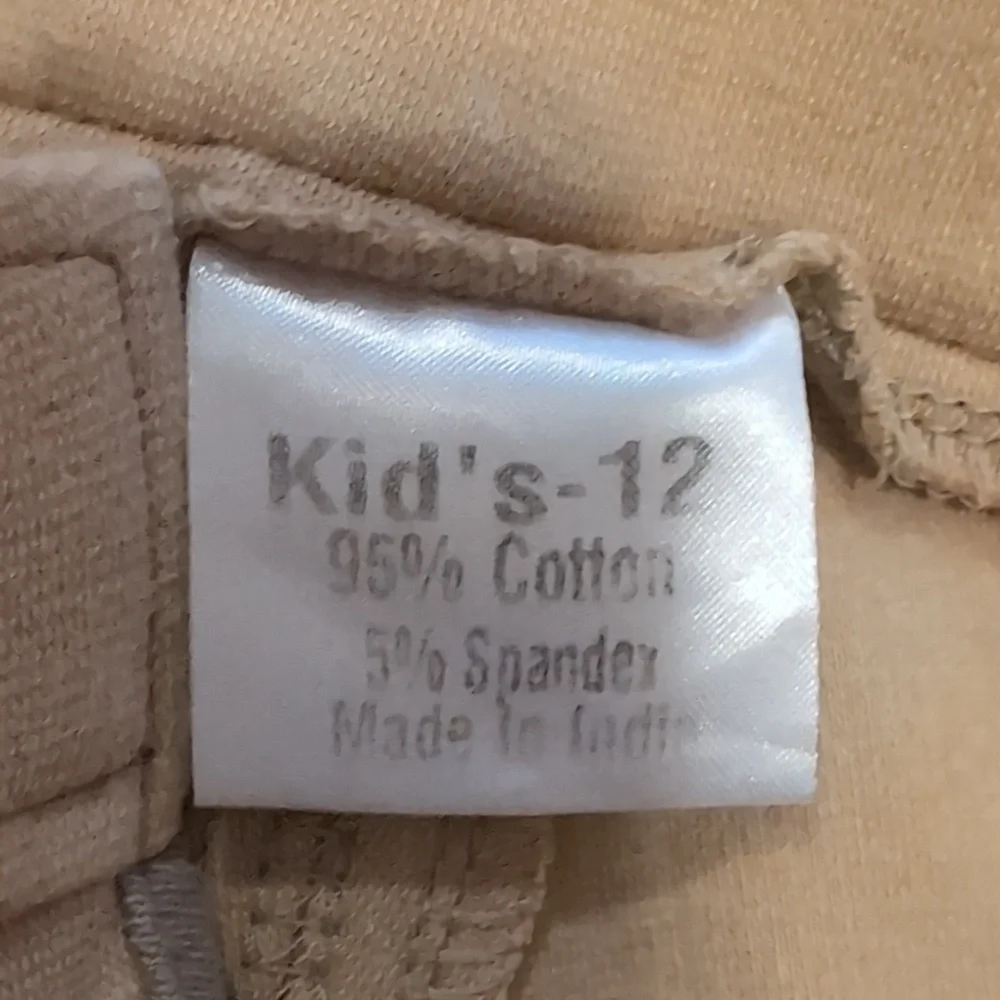 Kid's-12
95% Cotton
5% Spandex
Made In India